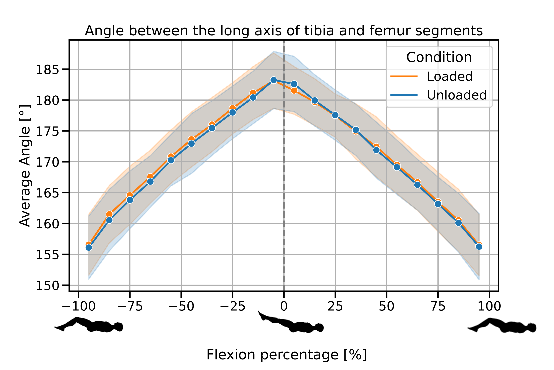 Angle between the long axis of tibia and femur segments
Condition
Loaded
Unloaded
Average Angle [°]
185
180
175
170
165
160
155
150
−100 −75 −50 −25 0 25 50 75 100
Flexion percentage [%]